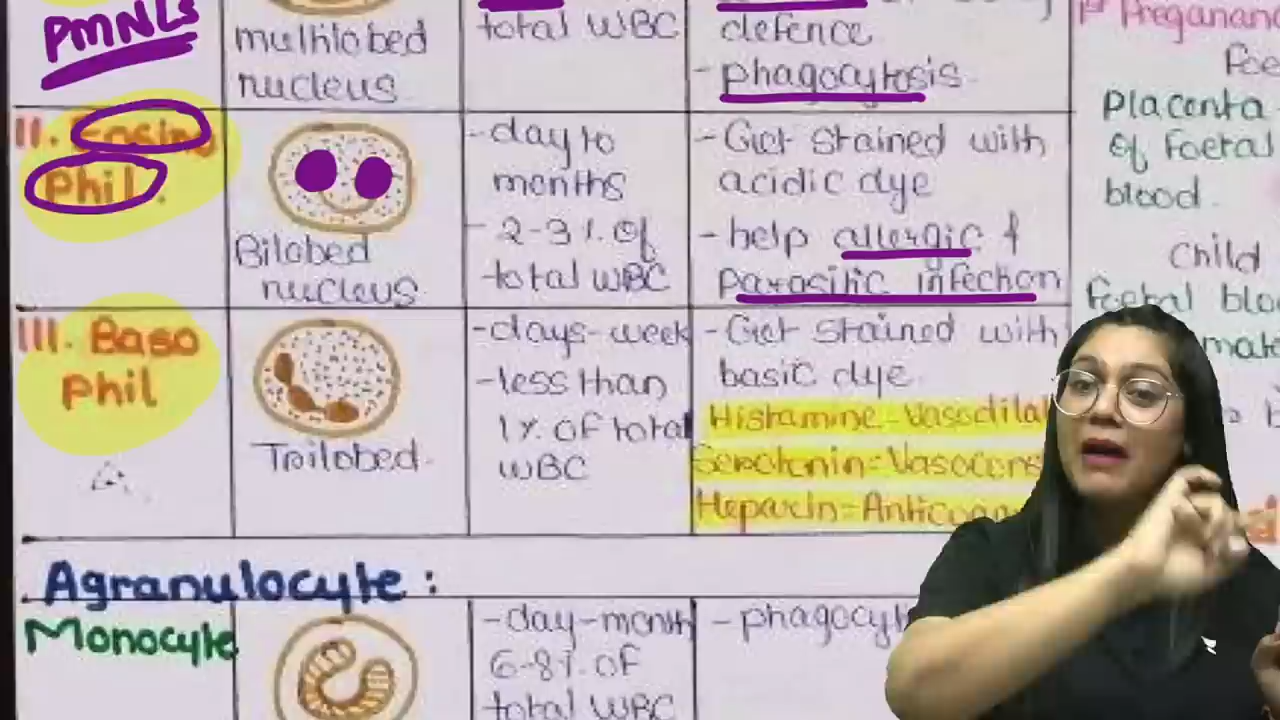 PMNLs
multilobed
nucleus
total WBC
defence
- phagocytosis
1st
Placenta
Of Foetal
blood.
II. Eosino
phil.
Bilobed
nucleus.
- day to
months
- 2-3%. Of
total WBC
- Get stained with
acidic dye
- help allergic &
Parasitic infection
Child
Foetal
III. Baso
phil
Trilobed.
- days-week
- less than
1%. Of total
WBC
- Get stained with
basic dye.
Histamine-Vasodila
Serotonin=Vasocons
Heparin=Anticoag
Agranulocyte:
Monocyte
- day-month
6-8%. of
total WBC
- phagocyt